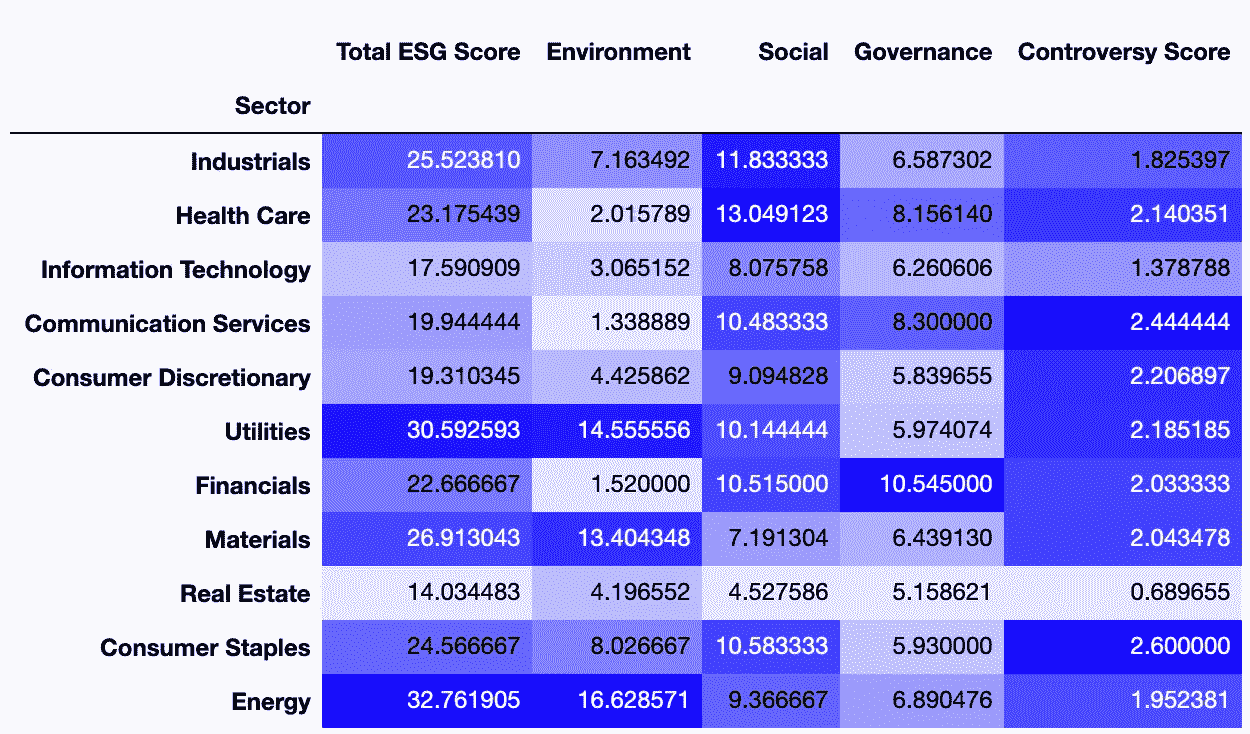 Total ESG Score Environment Social Governance Controversy Score
Sector
Industrials 25.523810 7.163492 11.833333 6.587302 1.825397
Health Care 23.175439 2.015789 13.049123 8.156140 2.140351
Information Technology 17.590909 3.065152 8.075758 6.260606 1.378788
Communication Services 19.944444 1.338889 10.483333 8.300000 2.444444
Consumer Discretionary 19.310345 4.425862 9.094828 5.839655 2.206897
Utilities 30.592593 14.555556 10.144444 5.974074 2.185185
Financials 22.666667 1.520000 10.515000 10.545000 2.033333
Materials 26.913043 13.404348 7.191304 6.439130 2.043478
Real Estate 14.034483 4.196552 4.527586 5.158621 0.689655
Consumer Staples 24.566667 8.026667 10.583333 5.930000 2.600000
Energy 32.761905 16.628571 9.366667 6.890476 1.952381